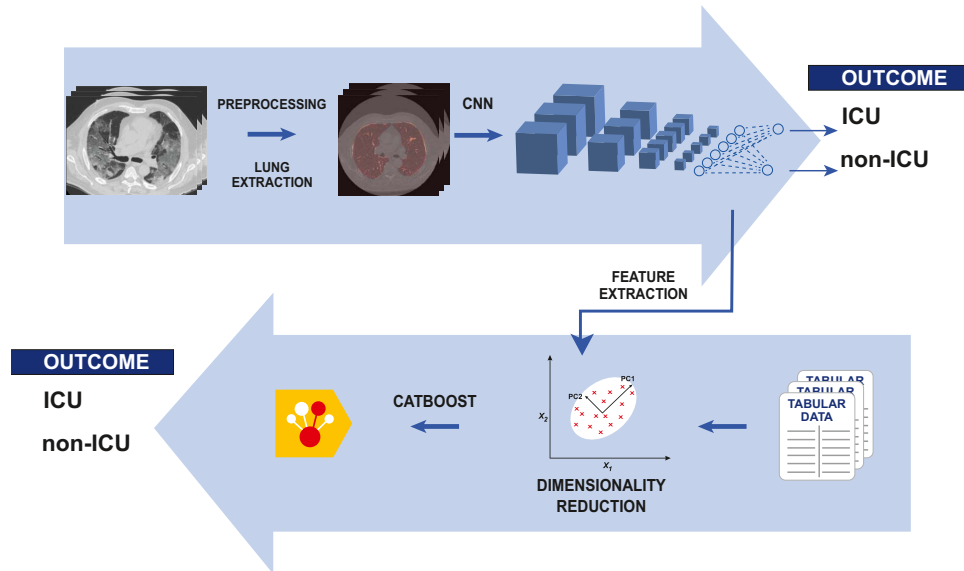 OUTCOME
ICU
non-ICU
PREPROCESSING
LUNG
EXTRACTION
CNN
FEATURE
EXTRACTION
OUTCOME
ICU
non-ICU
CATBOOST
PC1
PC2
X2
X1
DIMENSIONALITY
REDUCTION
TABULAR
TABULAR
TABULAR
DATA